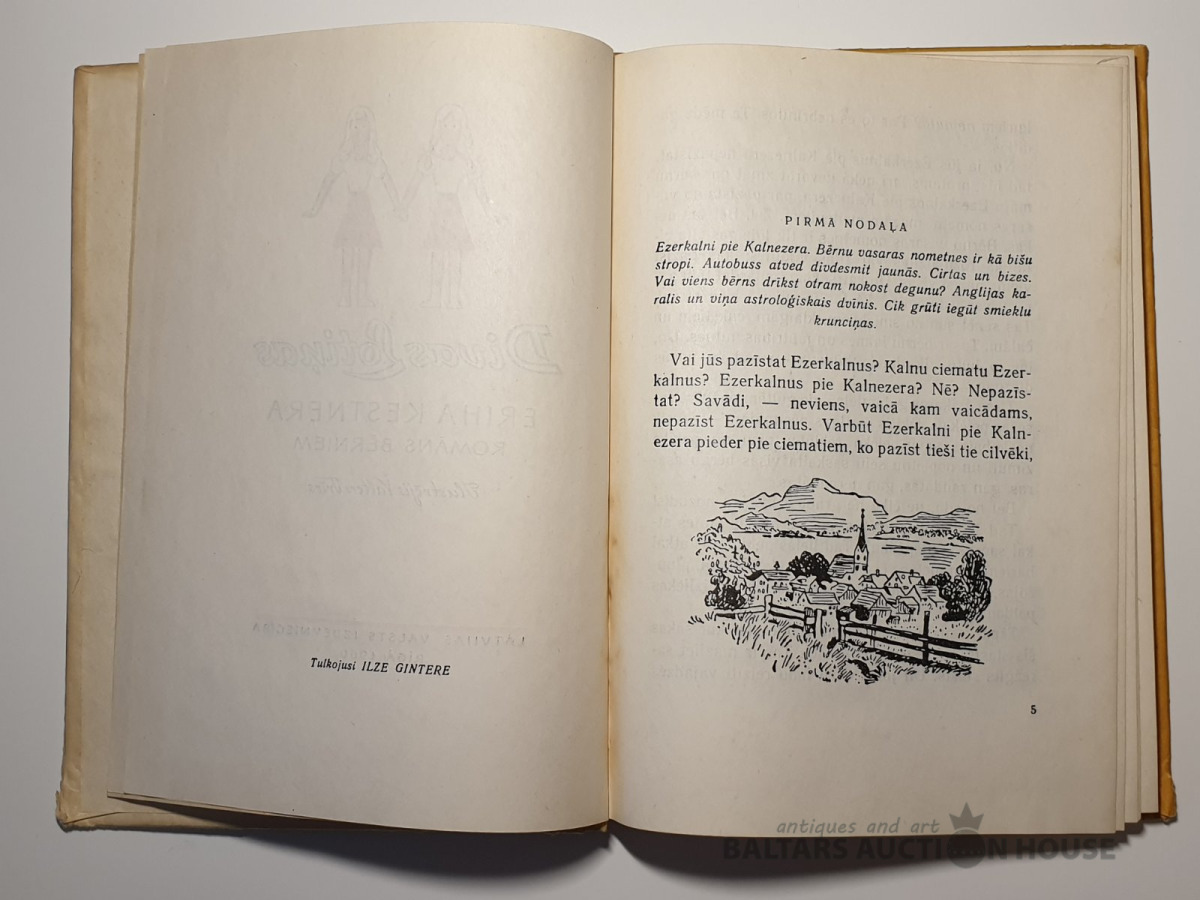 Tulkojusi ILZE GINTERE
PIRMĀ NODAĻA
Ezerkalni pie Kalnezera. Bērnu vasaras nometnes ir kā bišu
stropi. Autobuss atved divdesmit jaunās. Cirtas un bizes.
Vai viens bērns drīkst otram nokost degunu? Anglijas ka-
ralis un viņa astroloģiskais dvīnis. Cik grūti iegūt smieklu
krunciņas.
Vai jūs pazīstat Ezerkalnus? Kalnu ciematu Ezer-
kalnus? Ezerkalnus pie Kalnezera? Nē? Nepazīs-
tat? Savādi, — neviens, vaicā kam vaicādams,
nepazīst Ezerkalnus. Varbūt Ezerkalni pie Kaln-
ezera pieder pie ciematiem, ko pazīst tieši tie cilvēki,
5
antiques and art
BALTARS AUCTION HOUSE